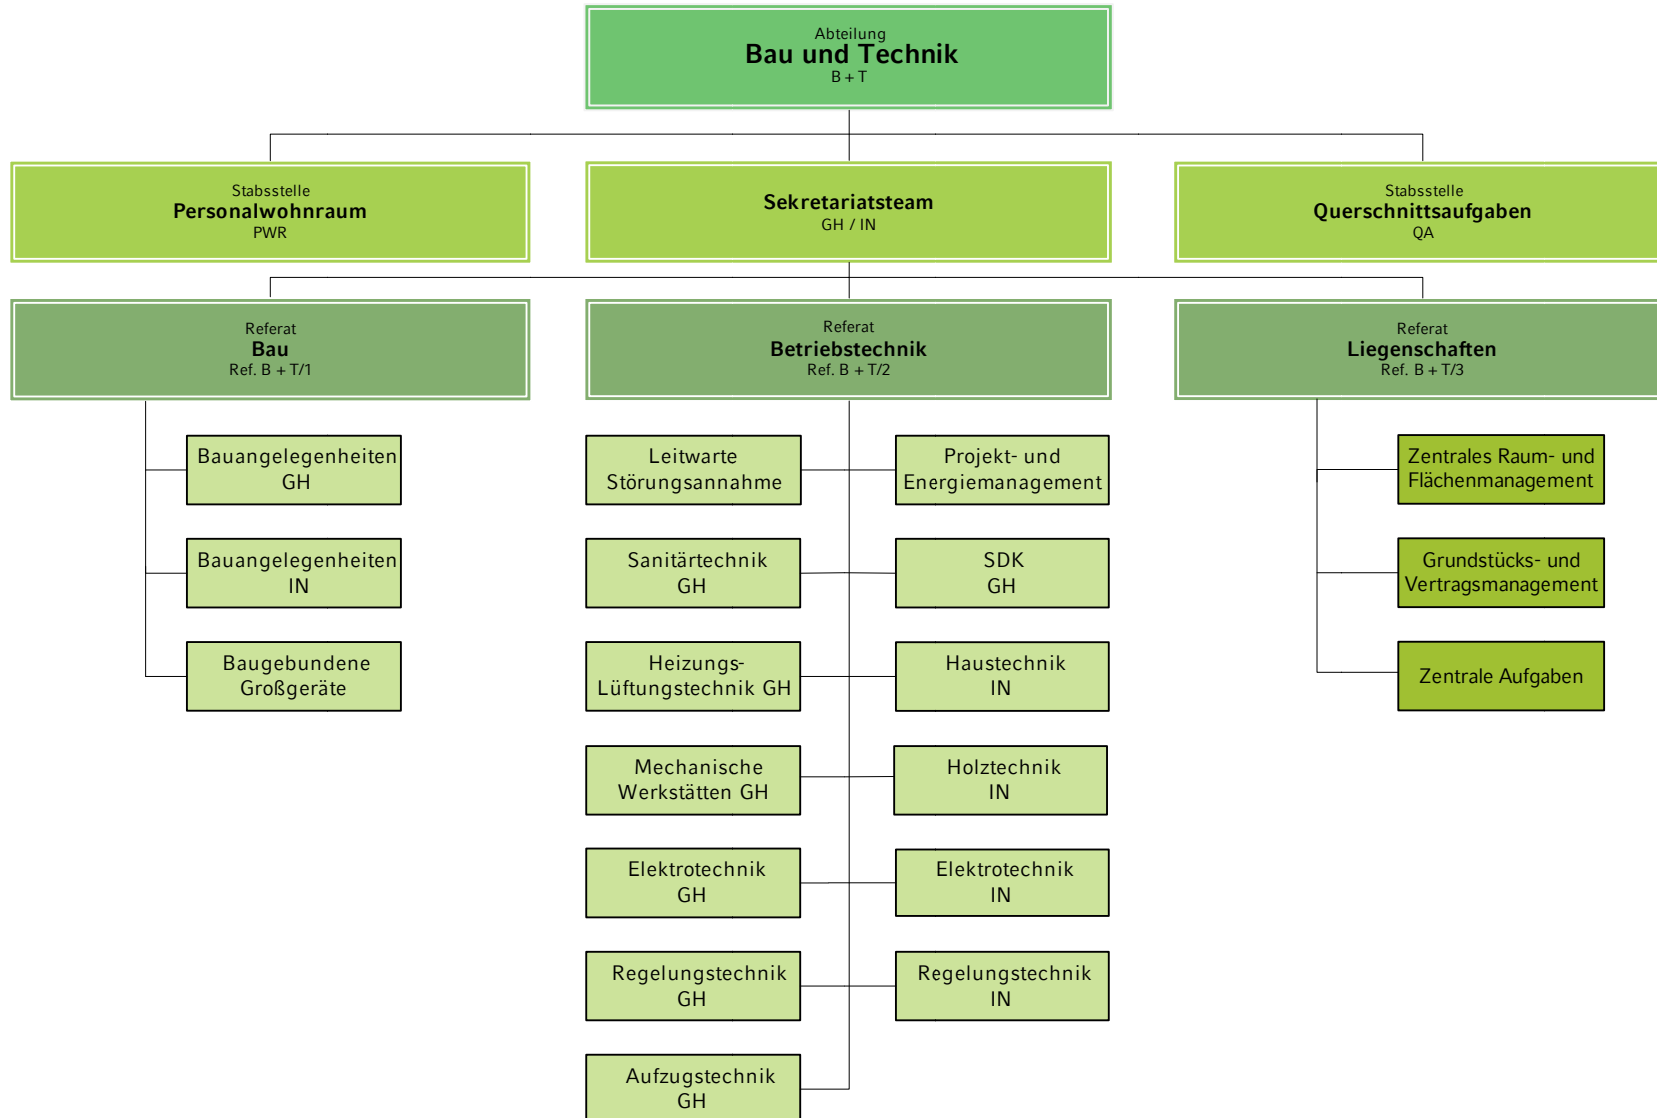 Abteilung
Bau und Technik
B + T
Stabsstelle
Personalwohnraum
PWR
Sekretariatsteam
GH / IN
Stabsstelle
Querschnittsaufgaben
QA
Referat
Bau
Ref. B + T/1
Referat
Betriebstechnik
Ref. B + T/2
Referat
Liegenschaften
Ref. B + T/3
Bauangelegenheiten
GH
Bauangelegenheiten
IN
Baugebundene
Großgeräte
Leitwarte
Störungsannahme
Projekt- und
Energiemanagement
Sanitärtechnik
GH
SDK
GH
Heizungs-
Lüftungstechnik GH
Haustechnik
IN
Mechanische
Werkstätten GH
Holztechnik
IN
Elektrotechnik
GH
Elektrotechnik
IN
Regelungstechnik
GH
Regelungstechnik
IN
Aufzugstechnik
GH
Zentrales Raum- und
Flächenmanagement
Grundstücks- und
Vertragsmanagement
Zentrale Aufgaben